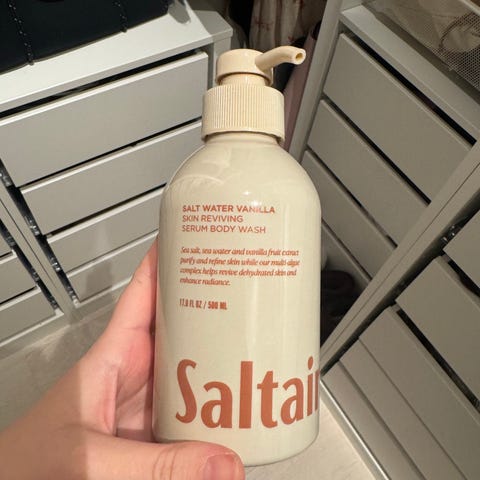 SALT WATER VANILLA
SKIN REVIVING
SERUM BODY WASH
Sea salt, sea water and vanilla fruit extract
purify and refine skin while our multi-algae
complex helps revive dehydrated skin and
enhance radiance.
17.0 FL OZ / 500 ML
Saltair